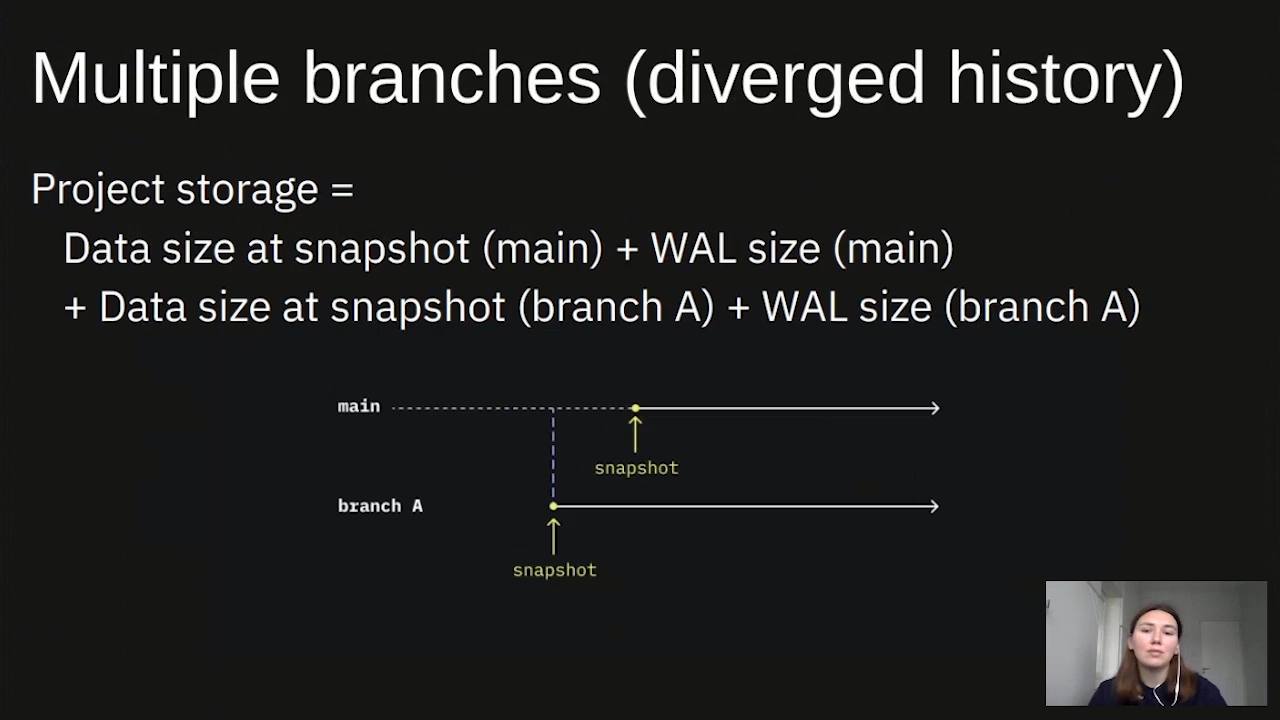 Multiple branches (diverged history)
Project storage =
Data size at snapshot (main) + WAL size (main)
+ Data size at snapshot (branch A) + WAL size (branch A)
main
snapshot
branch A
snapshot